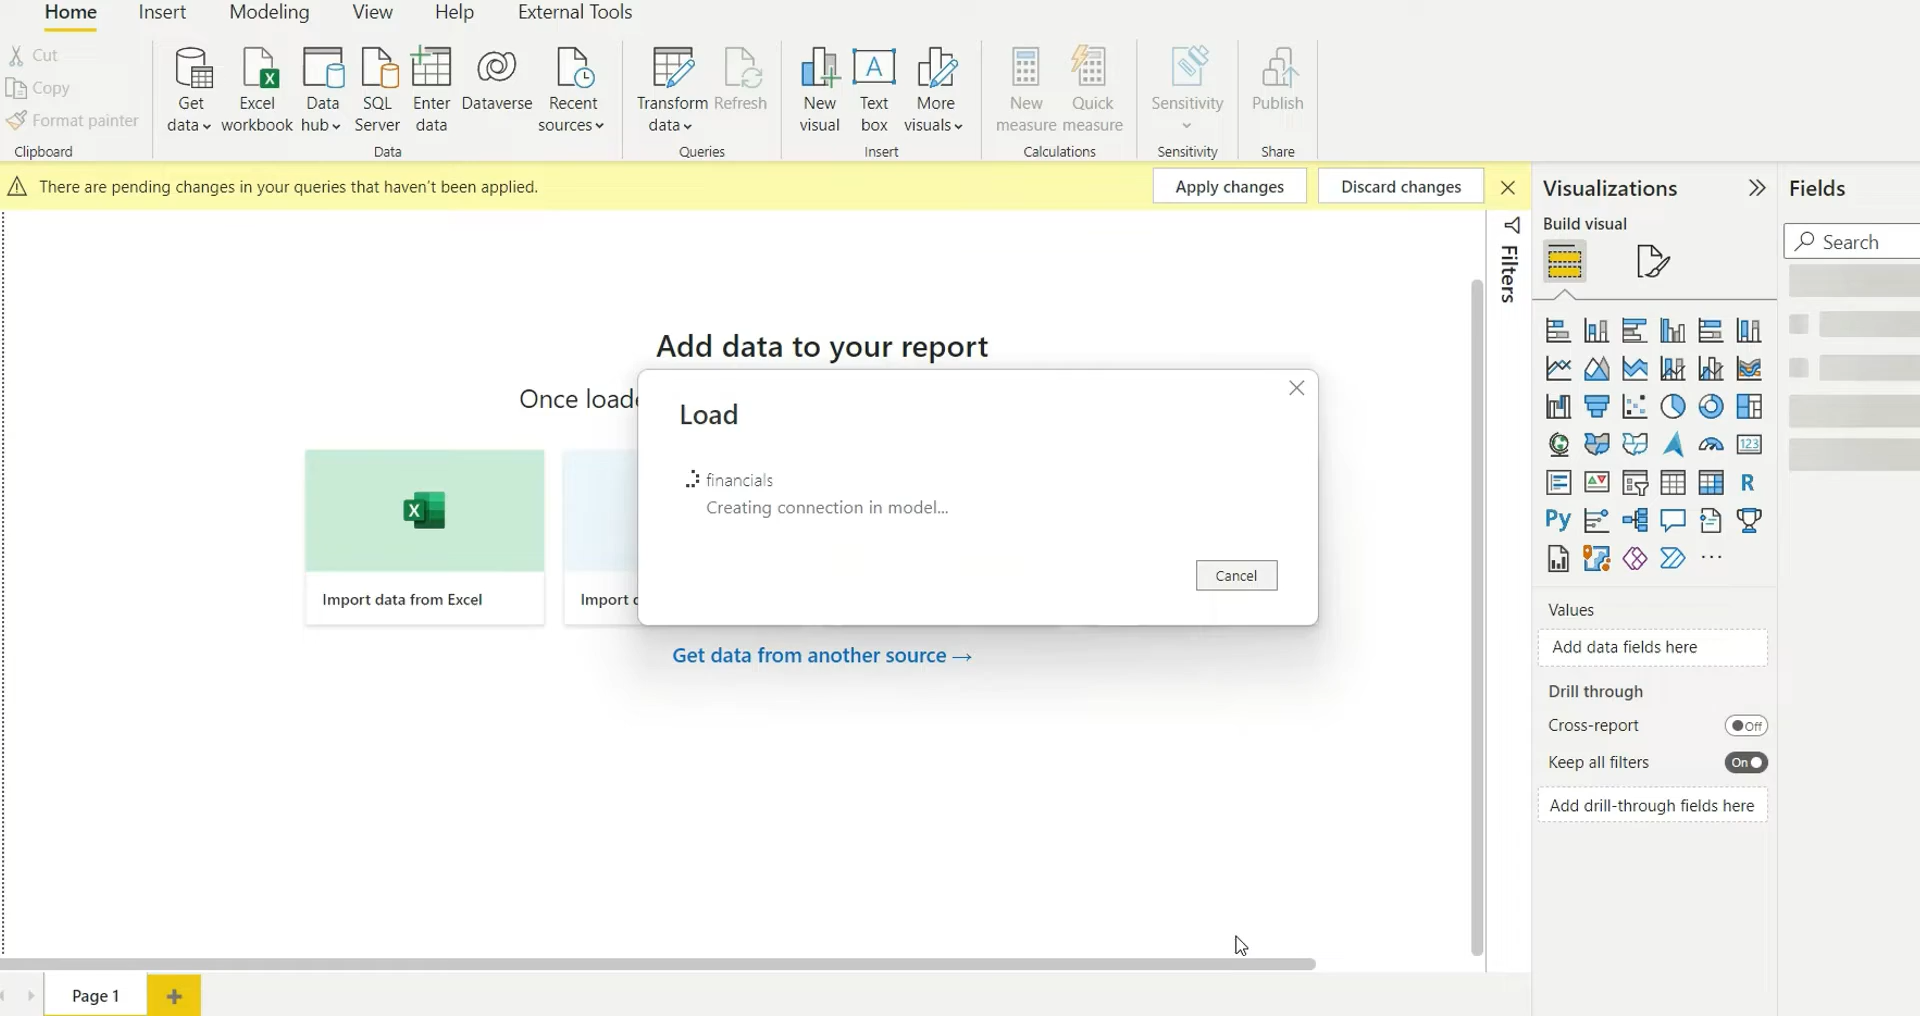 Home Insert Modeling View Help External Tools
Cut
Copy
Format painter
Clipboard
Get data
Excel workbook
Data hub
SQL Server
Enter data
Dataverse
Recent sources
Data
Transform data
Refresh
Queries
New visual
Text box
More visuals
Insert
New measure
Quick measure
Calculations
Sensitivity
Sensitivity
Publish
Share
There are pending changes in your queries that haven't been applied.
Apply changes
Discard changes
Filters
Add data to your report
Once loade
Load
financials
Creating connection in model...
Cancel
Import data from Excel
Import
Get data from another source →
Page 1
Visualizations
Build visual
123
R
Py
...
Values
Add data fields here
Drill through
Cross-report
Off
Keep all filters
On
Add drill-through fields here
Fields
Search